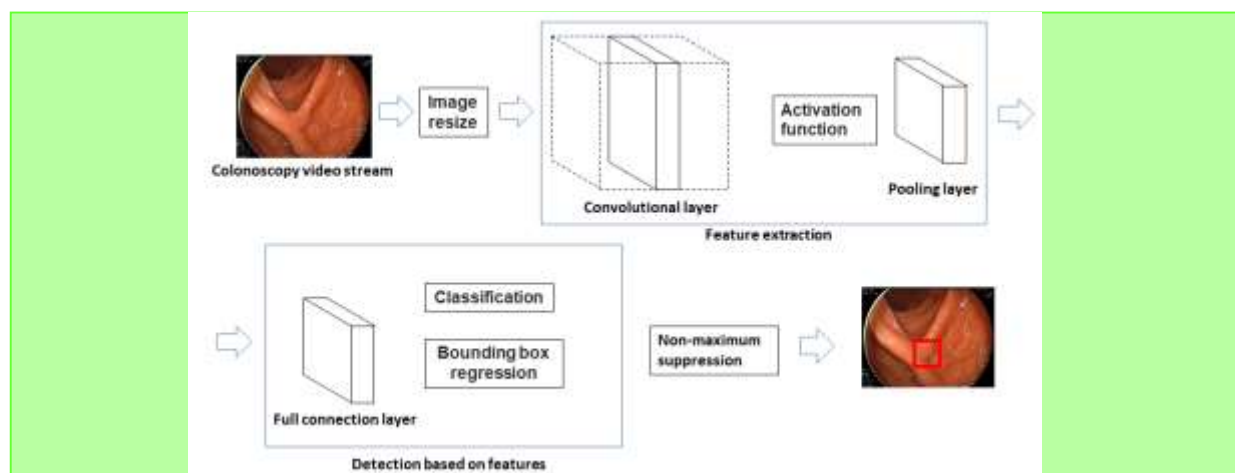 Image
resize
Activation
function
Colonoscopy video stream
Pooling layer
Convolutional layer
Feature extraction
Classification
Bounding box
regression
Non-maximum
suppression
Full connection layer
Detection based on features